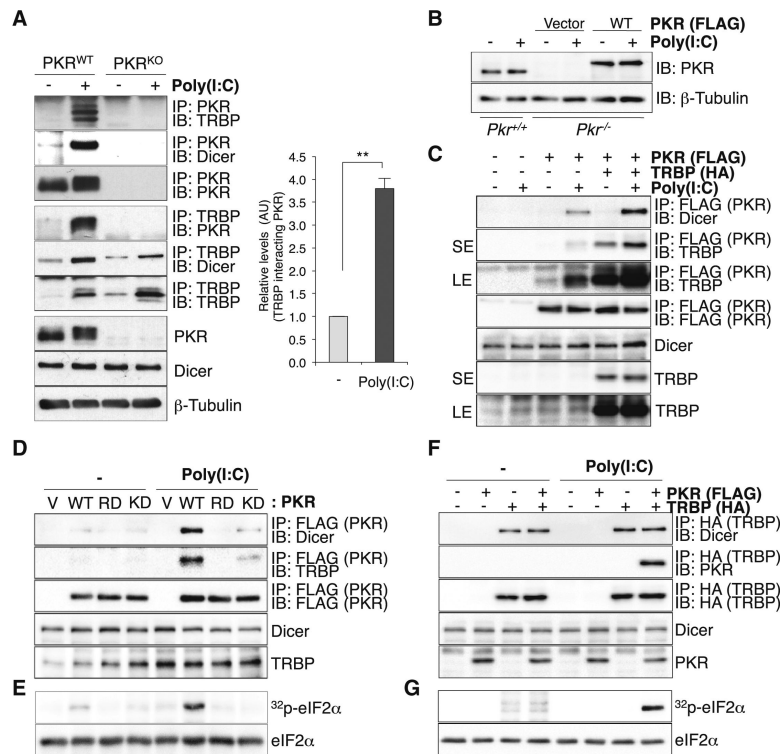 A
PKRWT PKRKO
- + - + Poly(I:C)
IP: PKR
IB: TRBP
IP: PKR
IB: Dicer
IP: PKR
IB: PKR
IP: TRBP
IB: PKR
IP: TRBP
IB: Dicer
IP: TRBP
IB: TRBP
PKR
Dicer
β-Tubulin
**
Relative levels (AU)
(TRBP interacting PKR)
4.5
4.0
3.5
3.0
2.5
2.0
1.5
1.0
0.5
0.0
- Poly(I:C)
B
Vector WT PKR (FLAG)
- + - + - + Poly(I:C)
IB: PKR
IB: β-Tubulin
Pkr+/+ Pkr-/-
C
- - + + + + PKR (FLAG)
- - - - + + TRBP (HA)
- + - + - + Poly(I:C)
IP: FLAG (PKR)
IB: Dicer
SE IP: FLAG (PKR)
IB: TRBP
LE IP: FLAG (PKR)
IB: TRBP
IP: FLAG (PKR)
IB: FLAG (PKR)
Dicer
SE TRBP
LE TRBP
D
- Poly(I:C)
V WT RD KD V WT RD KD : PKR
IP: FLAG (PKR)
IB: Dicer
IP: FLAG (PKR)
IB: TRBP
IP: FLAG (PKR)
IB: FLAG (PKR)
Dicer
TRBP
E
32p-eIF2α
eIF2α
F
- Poly(I:C)
- + - + - + - + PKR (FLAG)
- - + + - - + + TRBP (HA)
IP: HA (TRBP)
IB: Dicer
IP: HA (TRBP)
IB: PKR
IP: HA (TRBP)
IB: HA (TRBP)
Dicer
PKR
G
32p-eIF2α
eIF2α